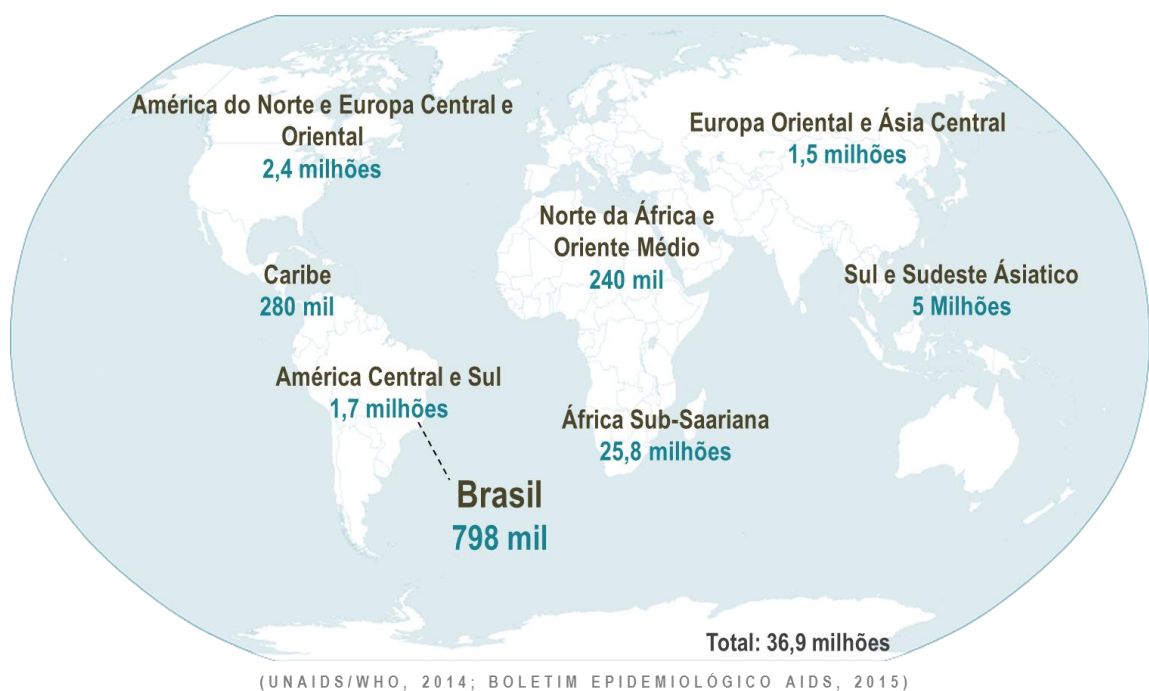 América do Norte e Europa Central e
Oriental
2,4 milhões
Europa Oriental e Ásia Central
1,5 milhões
Norte da África e
Oriente Médio
240 mil
Caribe
280 mil
Sul e Sudeste Ásiatico
5 Milhões
América Central e Sul
1,7 milhões
África Sub-Saariana
25,8 milhões
Brasil
798 mil
Total: 36,9 milhões
(UNAIDS/WHO, 2014; BOLETIM EPIDEMIOLÓGICO AIDS, 2015)